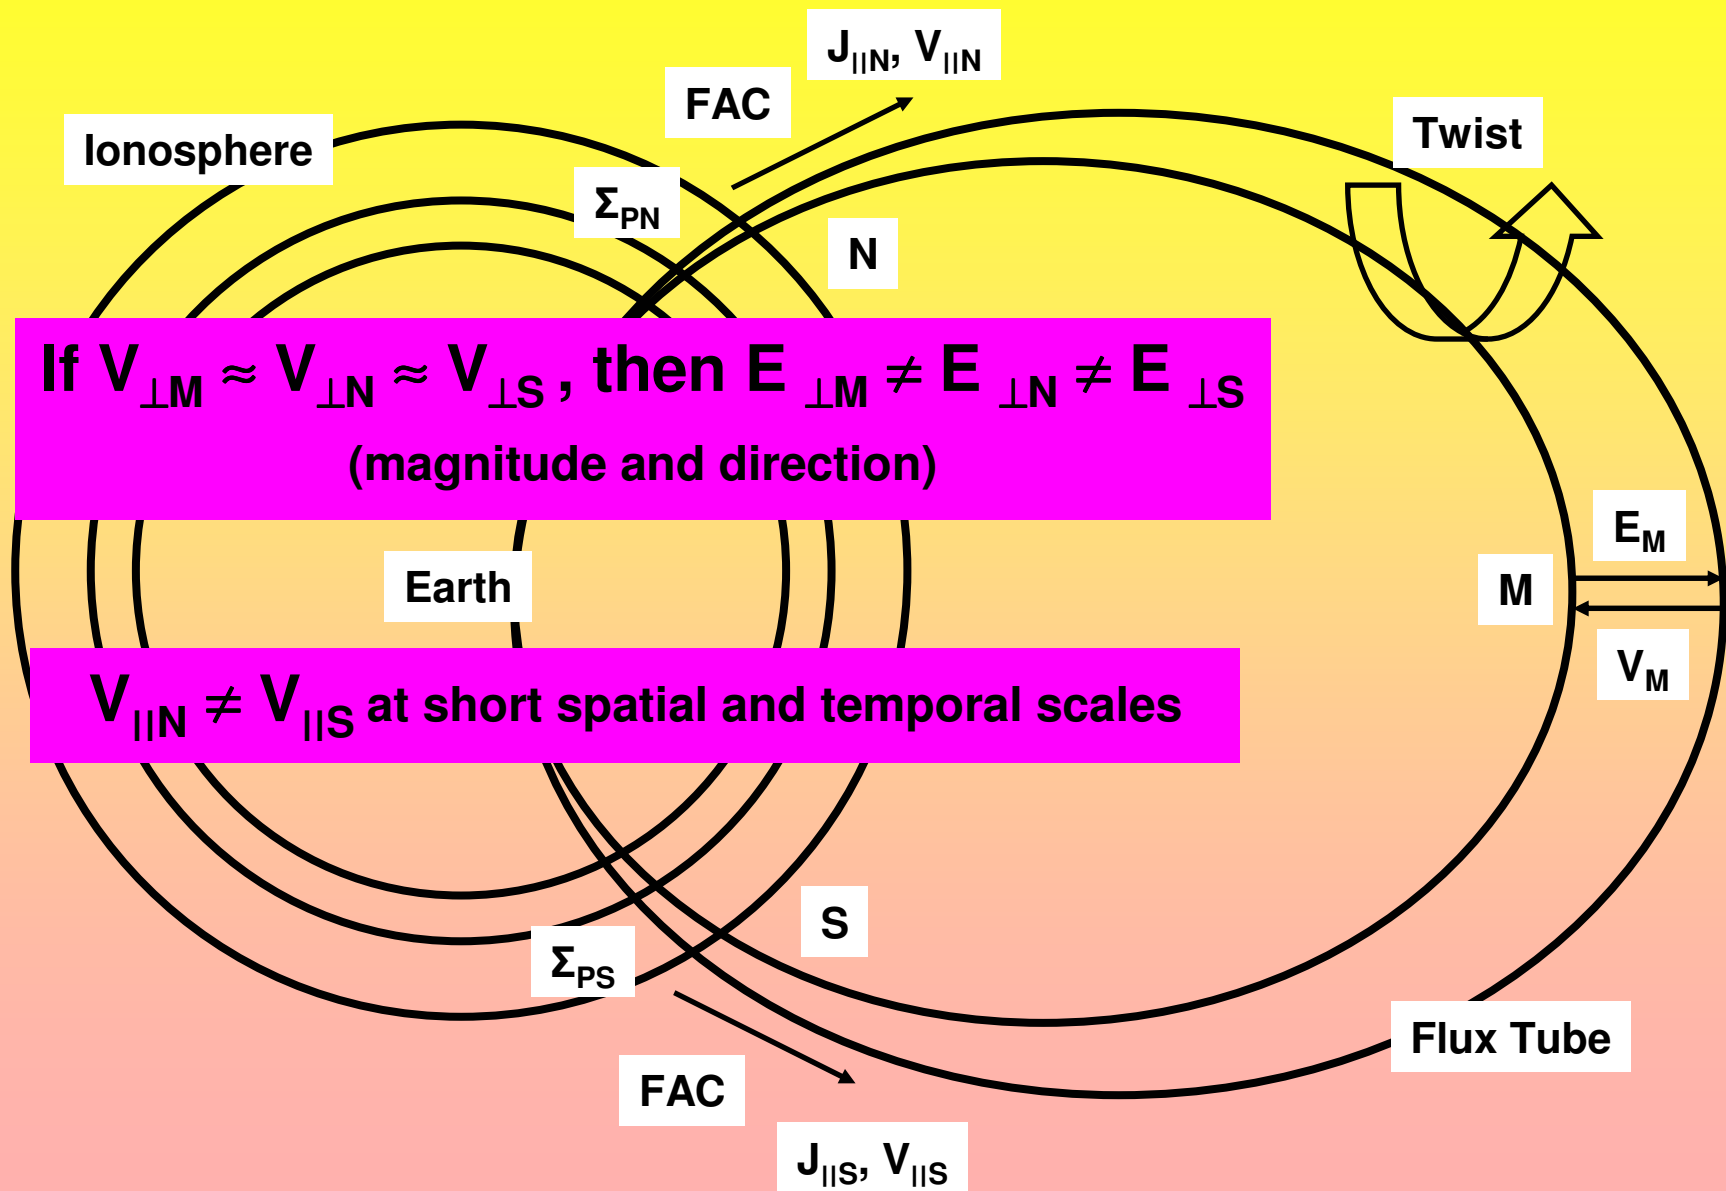 J||N, V||N
FAC
Twist
Ionosphere
ΣPN
N
If V⊥M ≈ V⊥N ≈ V⊥S , then E ⊥M ≠ E ⊥N ≠ E ⊥S
(magnitude and direction)
EM
Earth
M
VM
V||N ≠ V||S at short spatial and temporal scales
S
ΣPS
Flux Tube
FAC
J||S, V||S